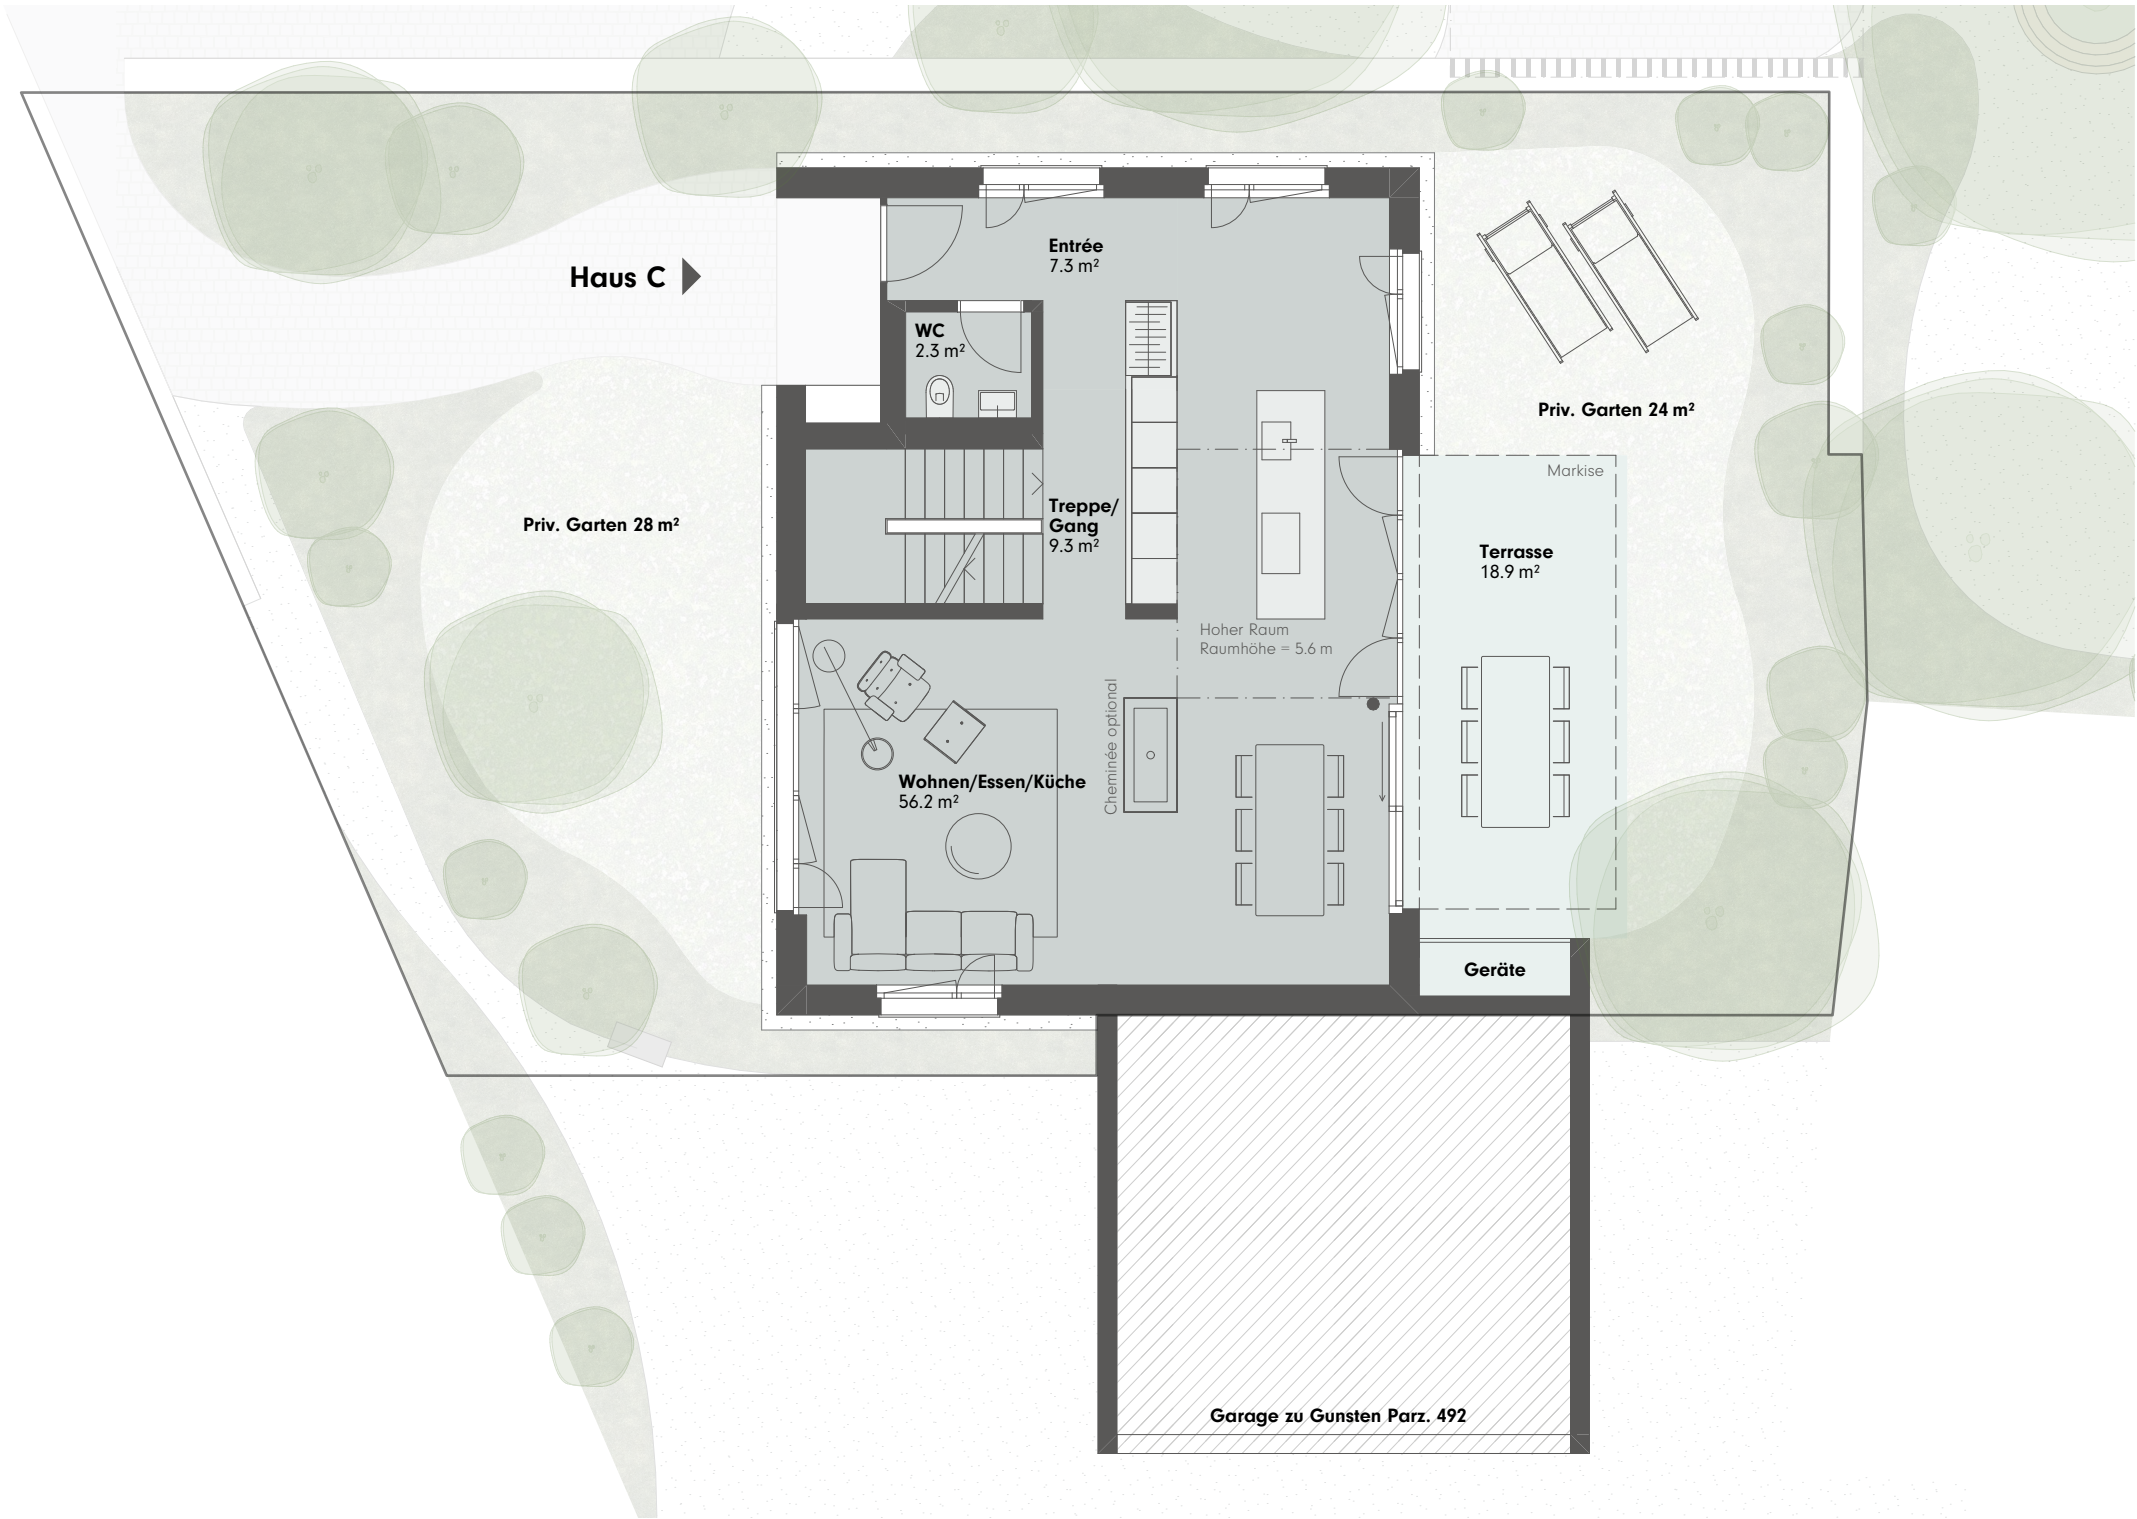 Entrée
7.3 m²
Haus C
WC
2.3 m²
Priv. Garten 24 m²
Markise
Treppe/
Gang
9.3 m²
Priv. Garten 28 m²
Terrasse
18.9 m²
Hoher Raum
Raumhöhe = 5.6 m
Cheminée optional
Wohnen/Essen/Küche
56.2 m²
Geräte
Garage zu Gunsten Parz. 492